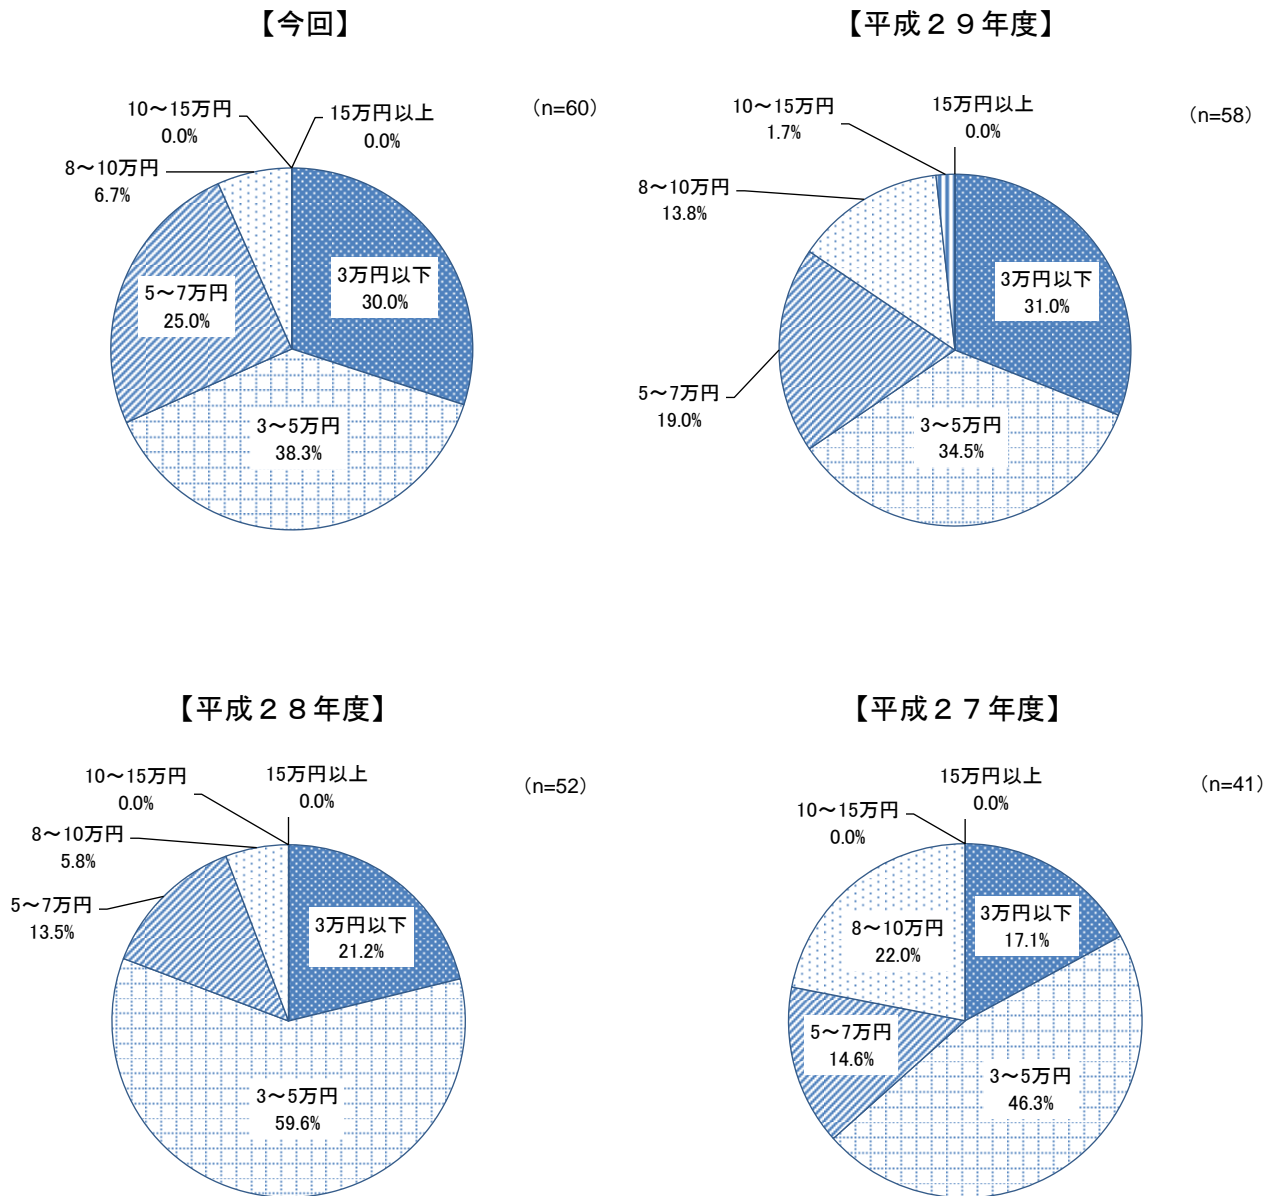 【今回】
(n=60)
10～15万円
0.0%
15万円以上
0.0%
8～10万円
6.7%
5～7万円
25.0%
3万円以下
30.0%
3～5万円
38.3%
【平成２９年度】
(n=58)
10～15万円
1.7%
15万円以上
0.0%
8～10万円
13.8%
3万円以下
31.0%
5～7万円
19.0%
3～5万円
34.5%
【平成２８年度】
(n=52)
10～15万円
0.0%
15万円以上
0.0%
8～10万円
5.8%
5～7万円
13.5%
3万円以下
21.2%
3～5万円
59.6%
【平成２７年度】
(n=41)
15万円以上
0.0%
10～15万円
0.0%
8～10万円
22.0%
3万円以下
17.1%
5～7万円
14.6%
3～5万円
46.3%